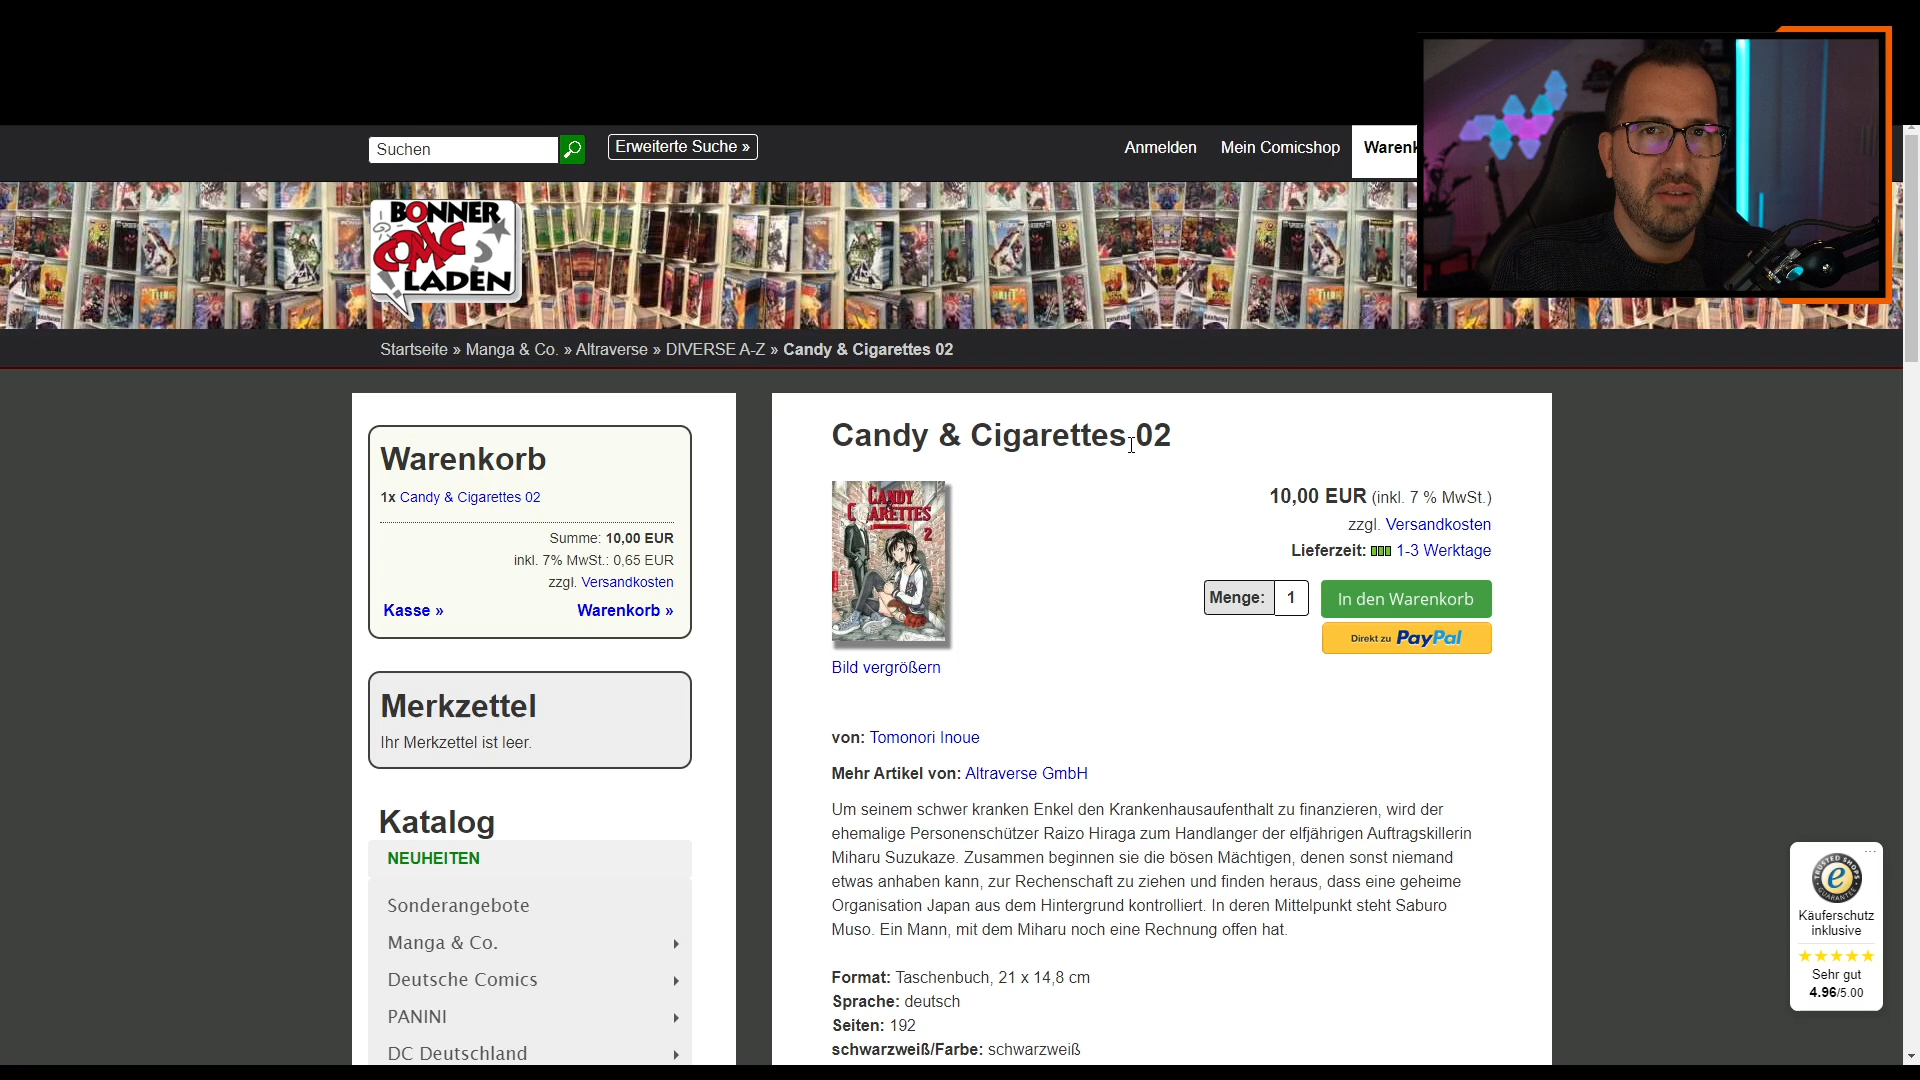 Suchen
Erweiterte Suche »
Anmelden
Mein Comicshop
BONNER
COMIC
LADEN
Startseite » Manga & Co. » Altraverse » DIVERSE A-Z » Candy & Cigarettes 02
Warenkorb
1x Candy & Cigarettes 02
Summe: 10,00 EUR
inkl. 7% MwSt.: 0,65 EUR
zzgl. Versandkosten
Kasse »
Warenkorb »
Merkzettel
Ihr Merkzettel ist leer.
Katalog
NEUHEITEN
Sonderangebote
Manga & Co.
Deutsche Comics
PANINI
DC Deutschland
Candy & Cigarettes 02
CANDY
CIGARETTES
2
Bild vergrößern
10,00 EUR (inkl. 7 % MwSt.)
zzgl. Versandkosten
Lieferzeit: 1-3 Werktage
Menge: 1
In den Warenkorb
Direkt zu PayPal
von: Tomonori Inoue
Mehr Artikel von: Altraverse GmbH
Um seinem schwer kranken Enkel den Krankenhausaufenthalt zu finanzieren, wird der
ehemalige Personenschützer Raizo Hiraga zum Handlanger der elfjährigen Auftragskillerin
Miharu Suzukaze. Zusammen beginnen sie die bösen Mächtigen, denen sonst niemand
etwas anhaben kann, zur Rechenschaft zu ziehen und finden heraus, dass eine geheime
Organisation Japan aus dem Hintergrund kontrolliert. In deren Mittelpunkt steht Saburo
Muso. Ein Mann, mit dem Miharu noch eine Rechnung offen hat.
Format: Taschenbuch, 21 x 14,8 cm
Sprache: deutsch
Seiten: 192
schwarzweiß/Farbe: schwarzweiß
TRUSTED SHOPS
GUARANTEE
Käuferschutz
inklusive
Sehr gut
4.96/5.00